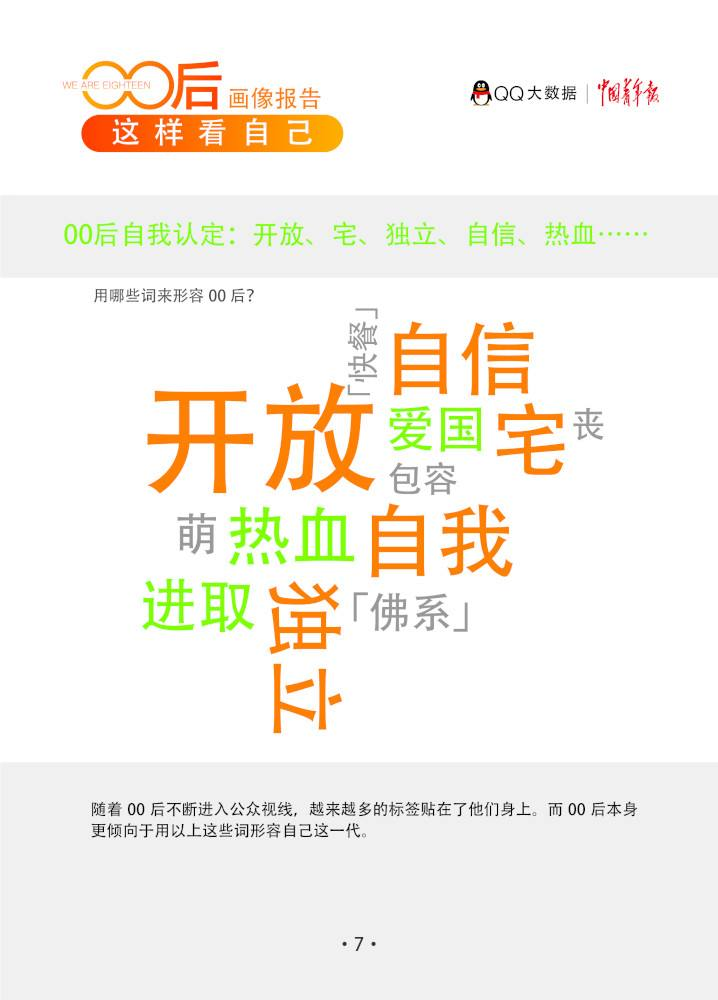 WE ARE EIGHTEEN
00后 画像报告
这样看自己
QQ大数据 | 中国青年报
00后自我认定：开放、宅、独立、自信、热血……
用哪些词来形容 00 后？
「快餐」
自信
开放
爱国
宅
丧
包容
萌
热血
自我
进取
独立
「佛系」
随着 00 后不断进入公众视线，越来越多的标签贴在了他们身上。而 00 后本身
更倾向于用以上这些词形容自己这一代。
·7·